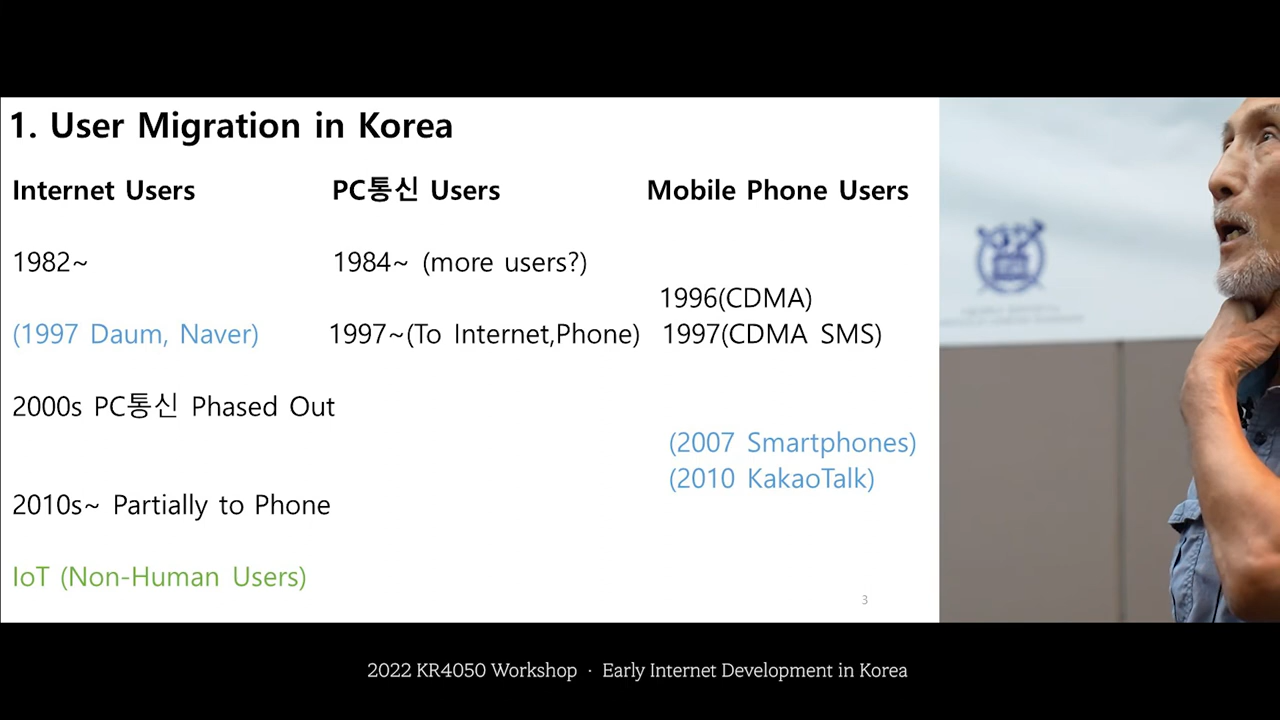 1. User Migration in Korea
Internet Users
PC통신 Users
Mobile Phone Users
1982~
1984~ (more users?)
1996(CDMA)
(1997 Daum, Naver)
1997~(To Internet,Phone)
1997(CDMA SMS)
2000s PC통신 Phased Out
(2007 Smartphones)
(2010 KakaoTalk)
2010s~ Partially to Phone
IoT (Non-Human Users)
3
2022 KR4050 Workshop · Early Internet Development in Korea